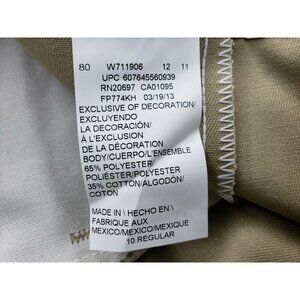 80 W711906 12 11
UPC 607645560939
RN20697 CA01095
FP774KH 03/19/13
EXCLUSIVE OF DECORATION/
EXCLUYENDO
LA DECORACIÓN/
À L'EXCLUSION
DE LA DÉCORATION
BODY/CUERPO/L'ENSEMBLE
65% POLYESTER/
POLIÉSTER/POLYESTER
35% COTTON/ALGODÓN/
COTON
MADE IN \ HECHO EN \
FABRIQUE AUX
MEXICO/MEXICO/MEXIQUE
10 REGULAR